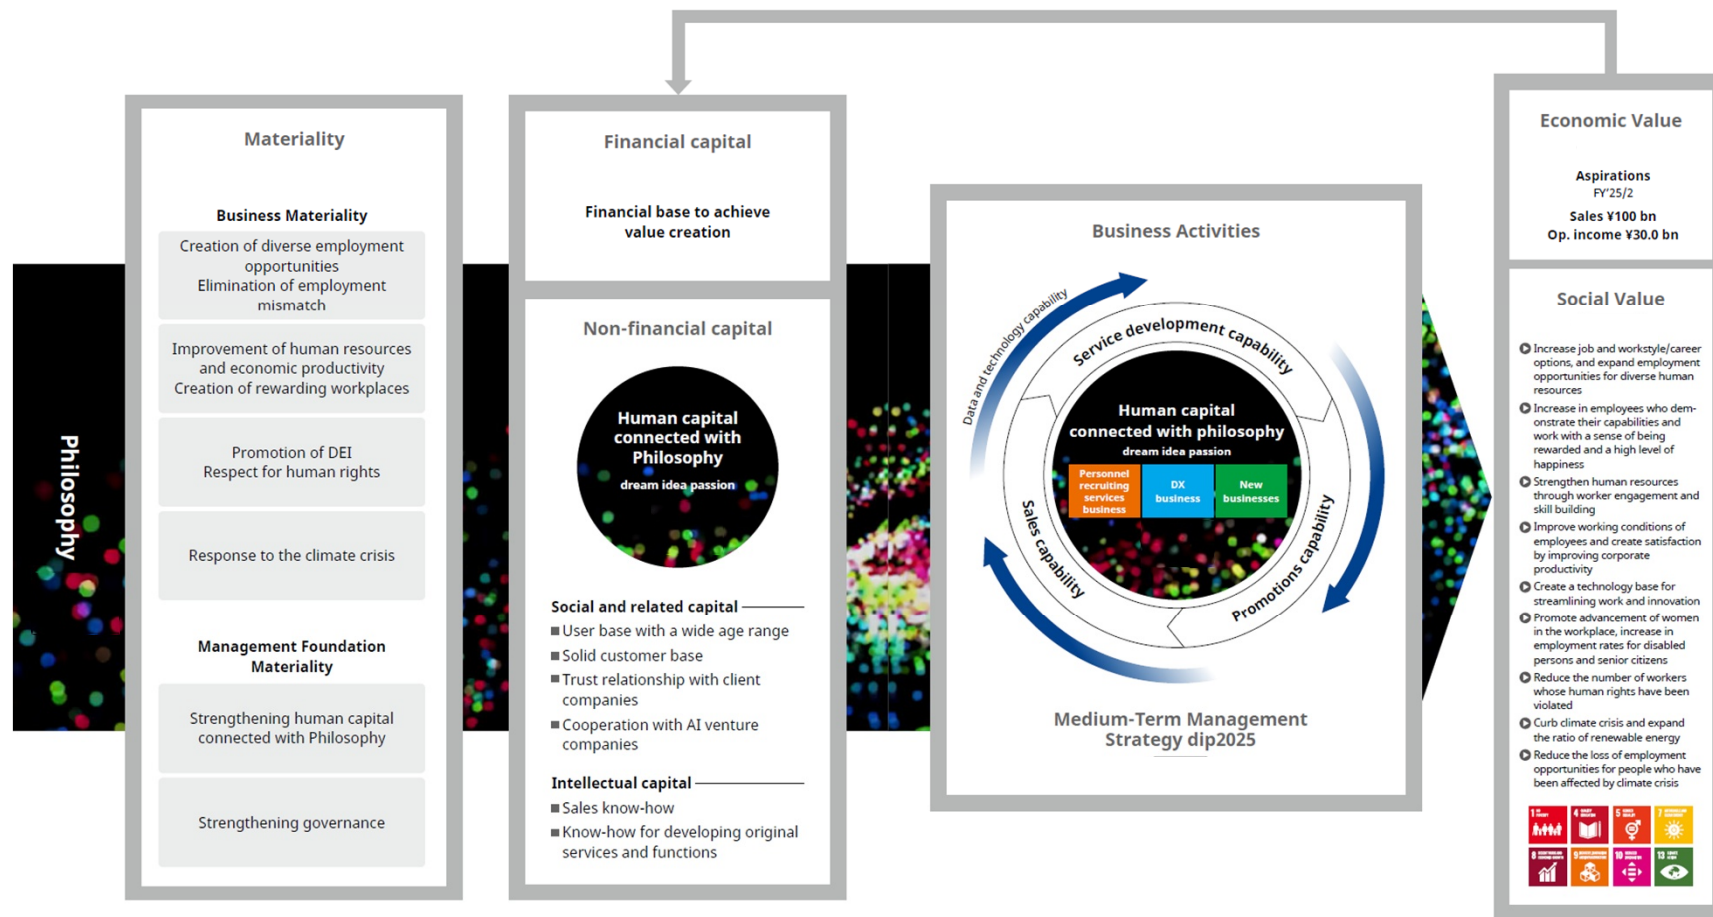 Philosophy
Materiality
Business Materiality
Creation of diverse employment
opportunities
Elimination of employment
mismatch
Improvement of human resources
and economic productivity
Creation of rewarding workplaces
Promotion of DEI
Respect for human rights
Response to the climate crisis
Management Foundation
Materiality
Strengthening human capital
connected with Philosophy
Strengthening governance
Financial capital
Financial base to achieve
value creation
Non-financial capital
Human capital
connected with
Philosophy
dream idea passion
Social and related capital
User base with a wide age range
Solid customer base
Trust relationship with client
companies
Cooperation with AI venture
companies
Intellectual capital
Sales know-how
Know-how for developing original
services and functions
Business Activities
Data and technology capability
Service development capability
Human capital
connected with philosophy
dream idea passion
Personnel
recruiting
services
business
DX
business
New
businesses
Sales capability
Promotions capability
Medium-Term Management
Strategy dip2025
Economic Value
Aspirations
FY'25/2
Sales ¥100 bn
Op. income ¥30.0 bn
Social Value
Increase job and workstyle/career
options, and expand employment
opportunities for diverse human
resources
Increase in employees who dem-
onstrate their capabilities and
work with a sense of being
rewarded and a high level of
happiness
Strengthen human resources
through worker engagement and
skill building
Improve working conditions of
employees and create satisfaction
by improving corporate
productivity
Create a technology base for
streamlining work and innovation
Promote advancement of women
in the workplace, increase in
employment rates for disabled
persons and senior citizens
Reduce the number of workers
whose human rights have been
violated
Curb climate crisis and expand
the ratio of renewable energy
Reduce the loss of employment
opportunities for people who have
been affected by climate crisis
1
4
5
7
8
9
10
13